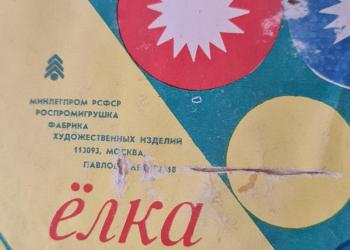 МИНЛЕГПРОМ РСФСР
РОСПРОМИГРУШКА
ФАБРИКА
ХУДОЖЕСТВЕННЫХ ИЗДЕЛИЙ
113093, МОСКВА,
ёлка